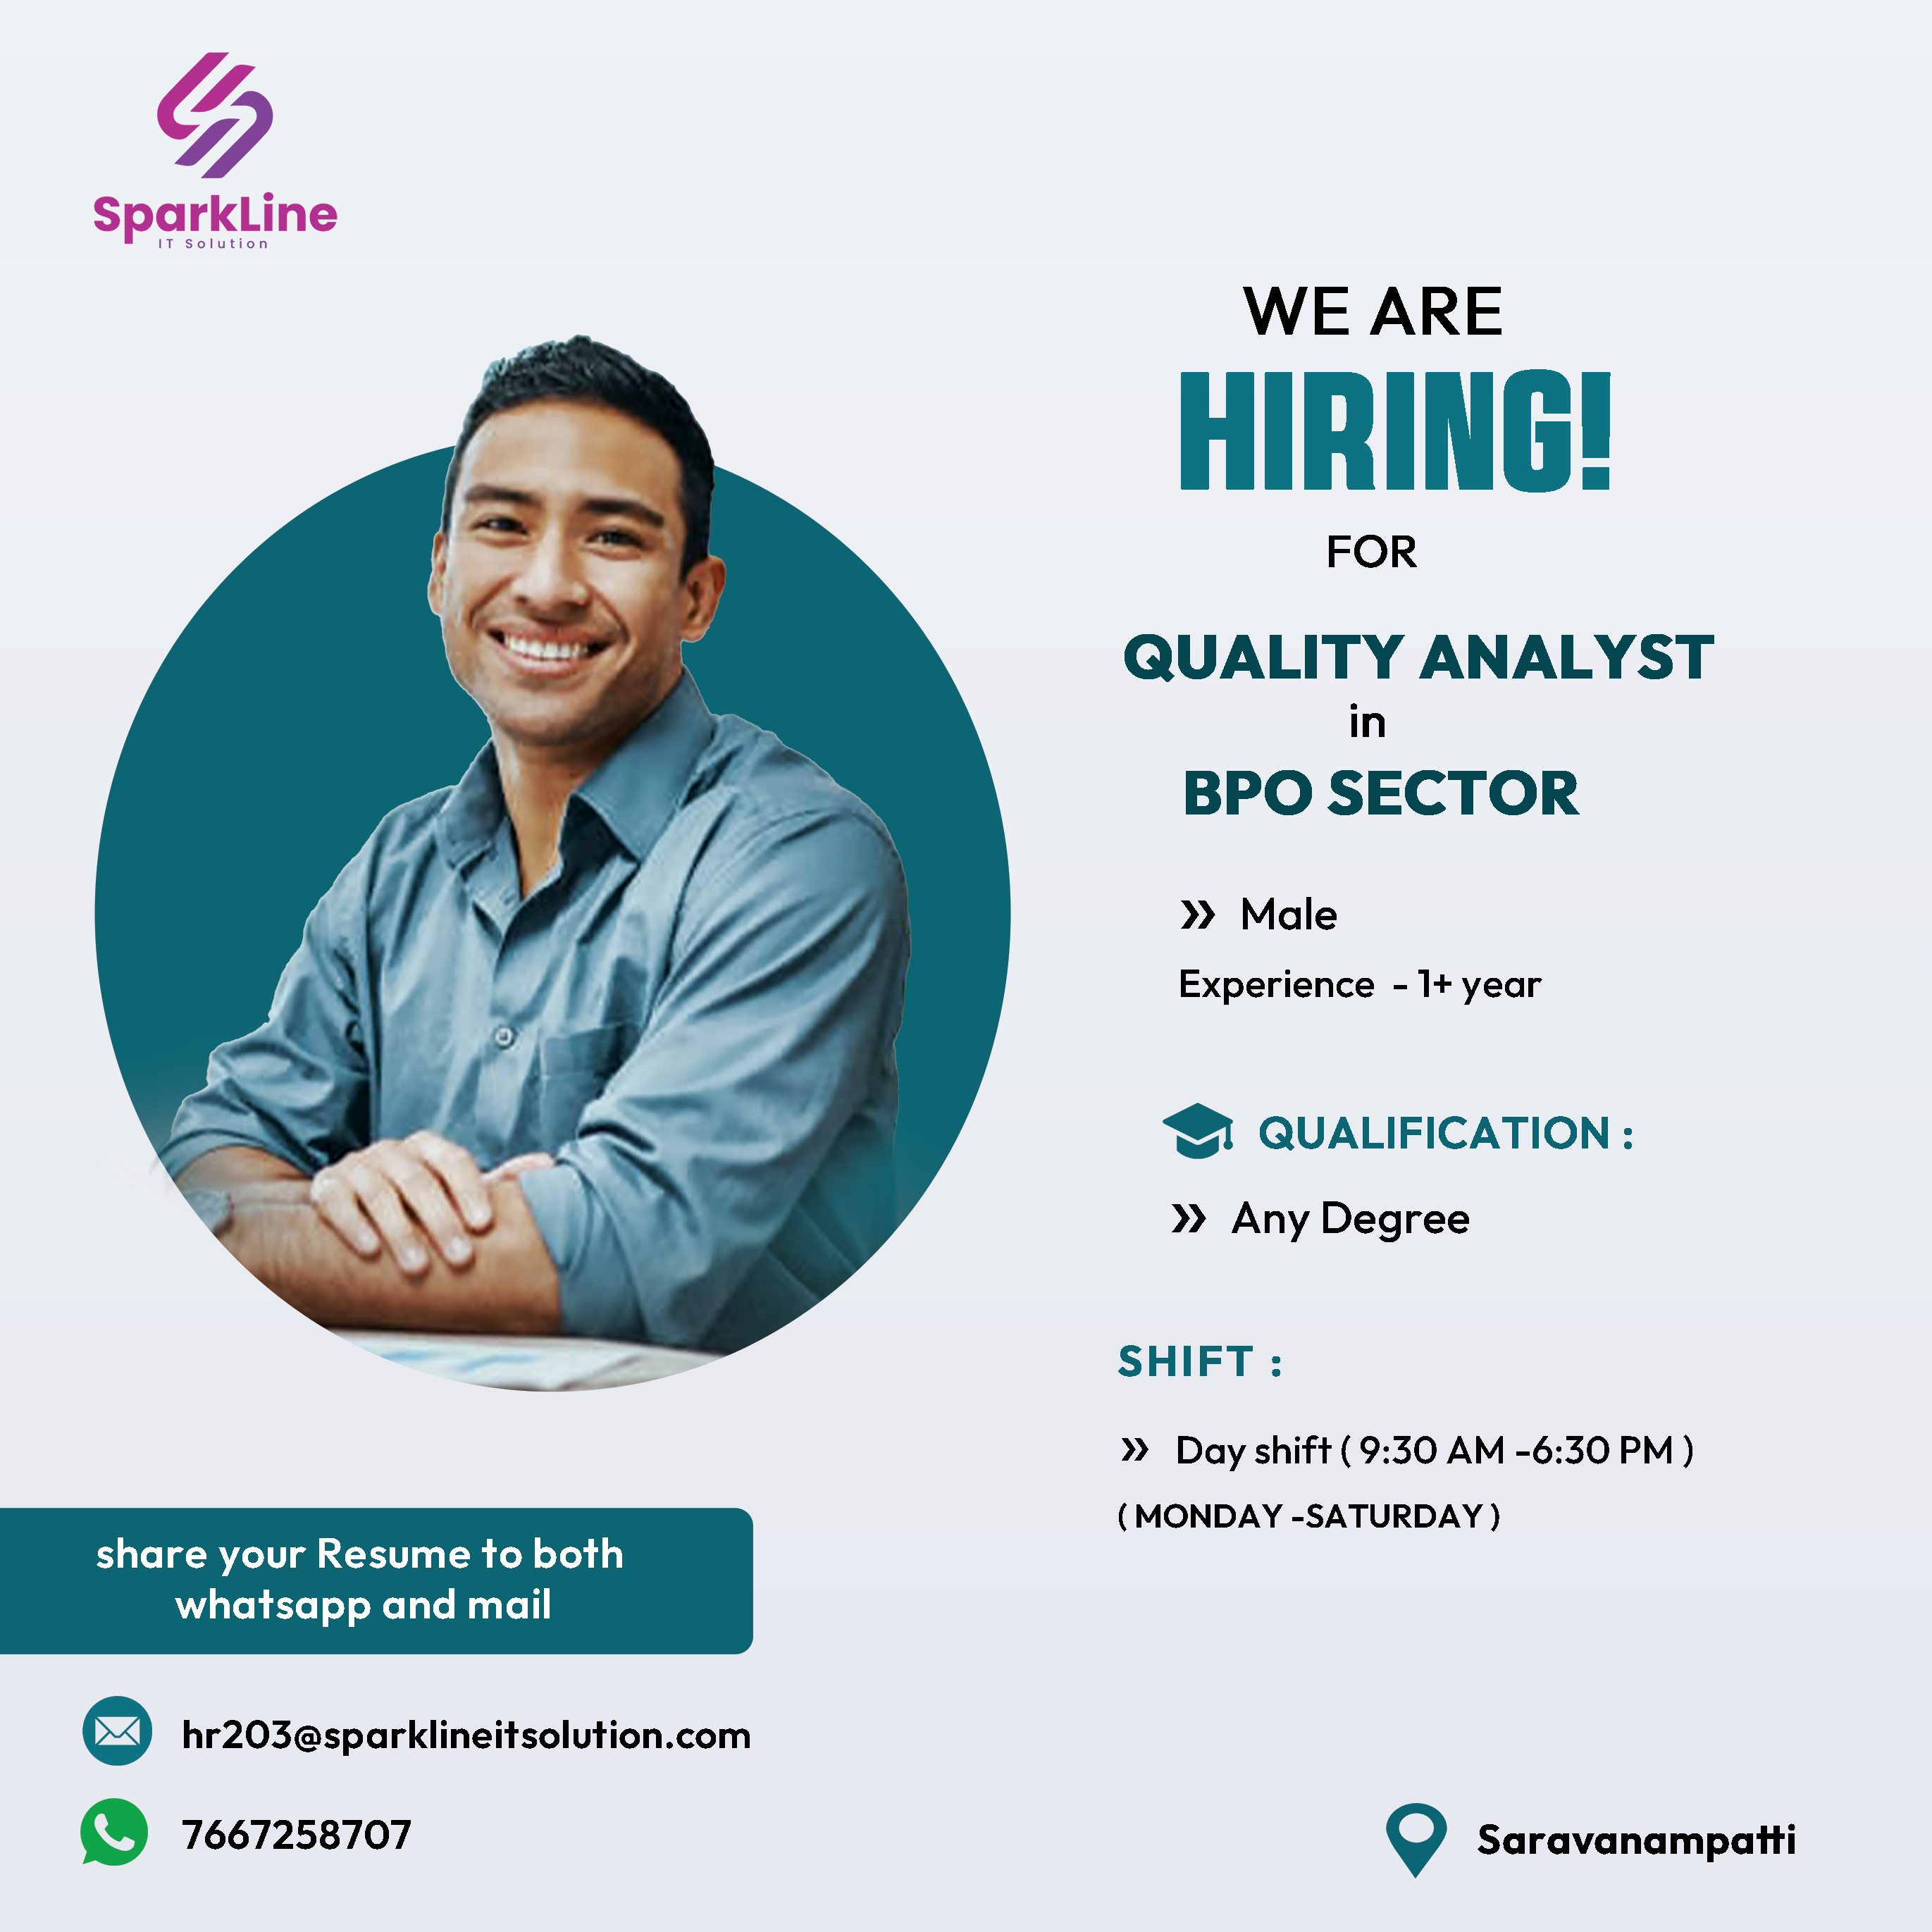 SparkLine
IT Solution
WE ARE
HIRING!
FOR
QUALITY ANALYST
in
BPO SECTOR
Male
Experience - 1+ year
QUALIFICATION :
Any Degree
SHIFT :
Day shift ( 9:30 AM -6:30 PM )
( MONDAY -SATURDAY )
share your Resume to both
whatsapp and mail
hr203@sparklineitsolution.com
7667258707
Saravanampatti